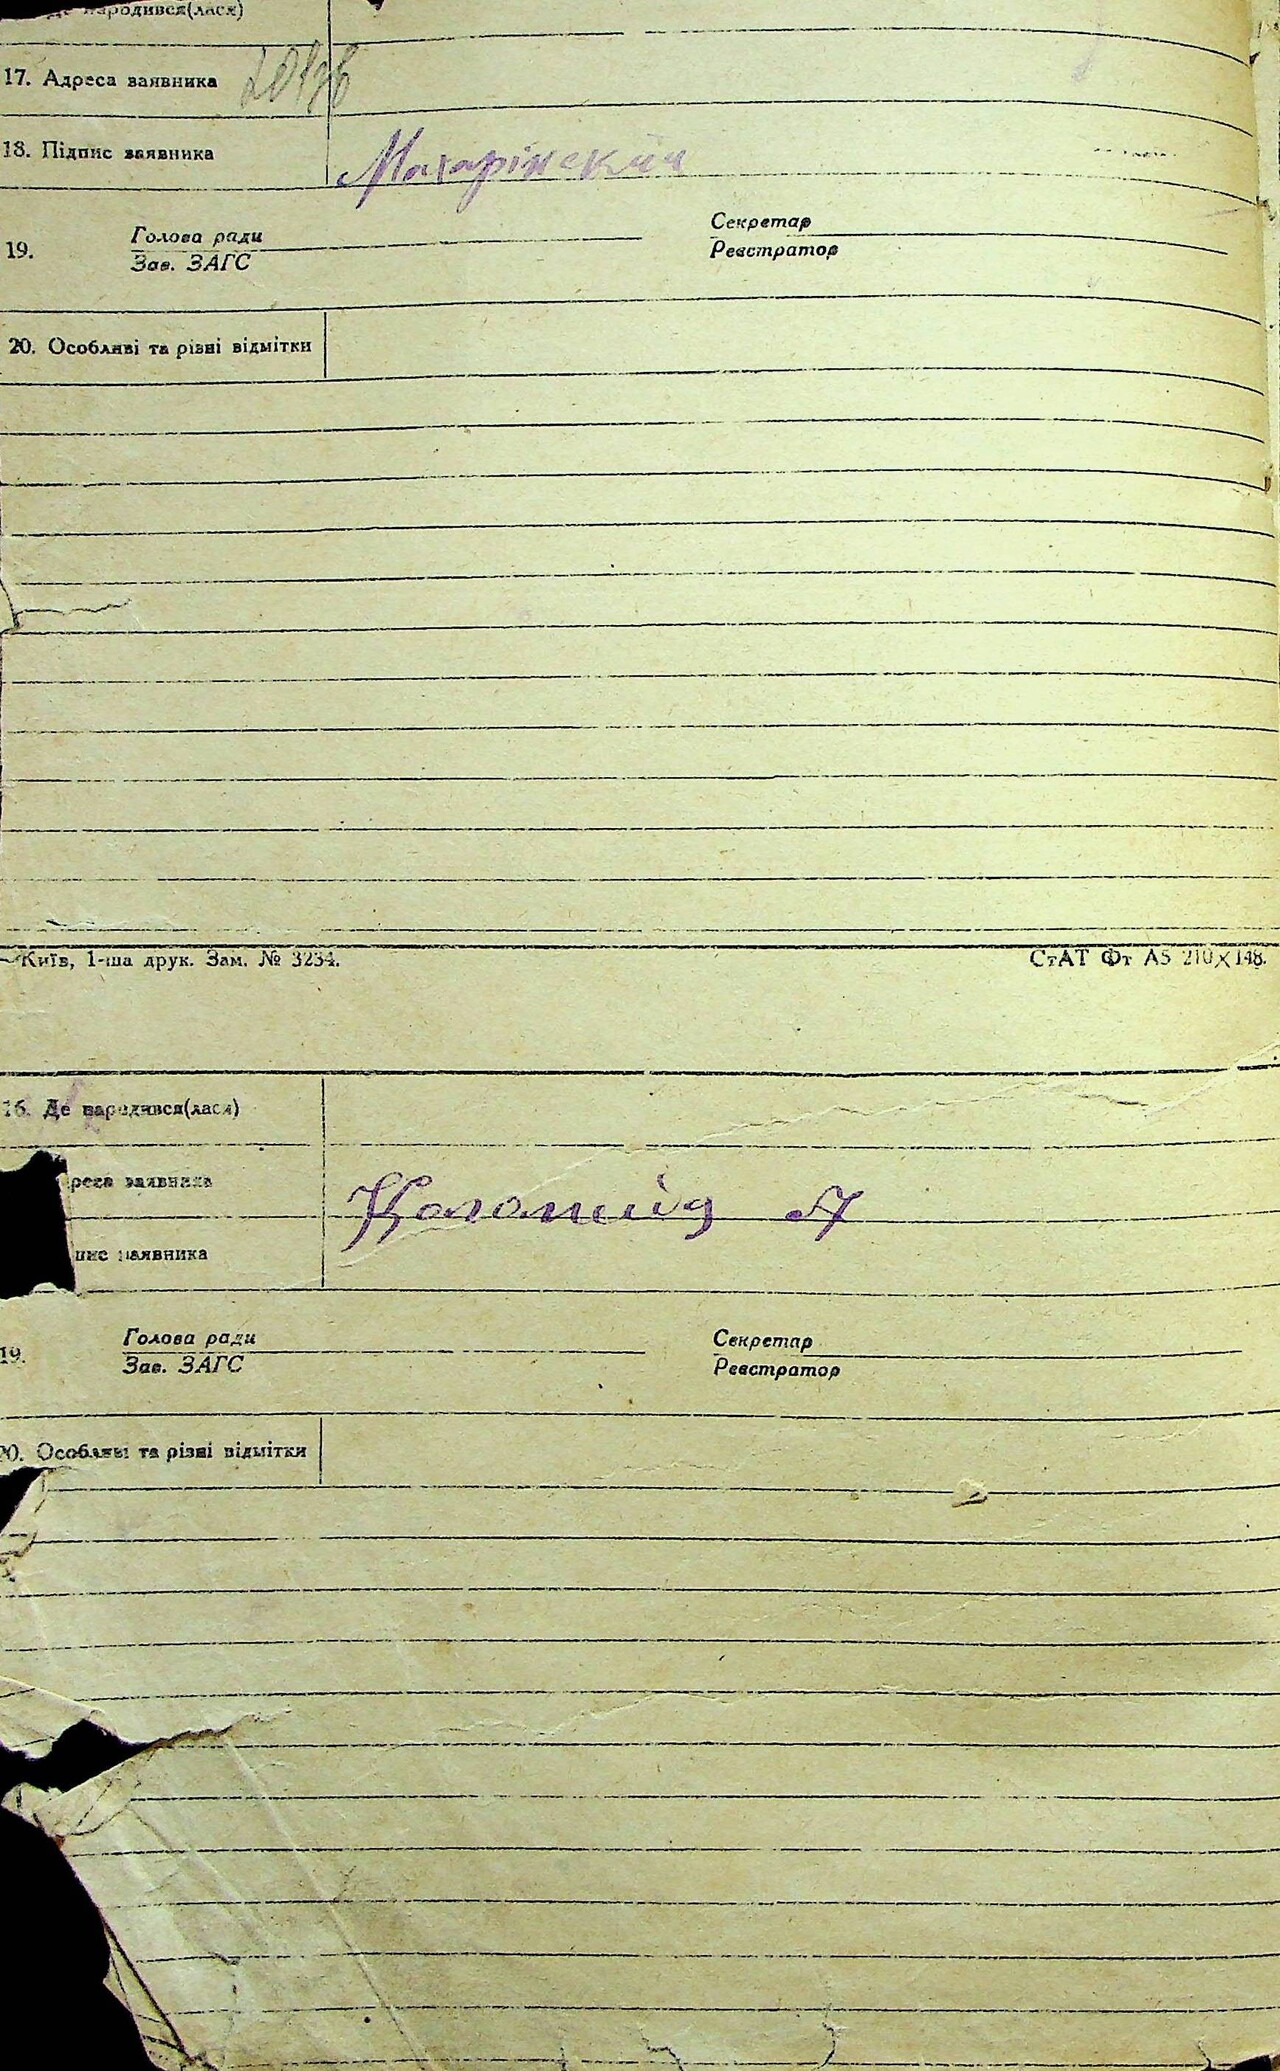 народився(лася)
17. Адреса заявника
18. Підпис заявника Махарінский
19. Голова ради Секретар
Зав. ЗАГС Реєстратор
20. Особливі та різні відмітки
Київ, 1-ша друк. Зам. № 3234. СтАТ Фт А5 210×148.
16. Де народився(лася)
реса заявника
пис заявника
19. Голова ради Секретар
Зав. ЗАГС Реєстратор
20. Особливі та різні відмітки